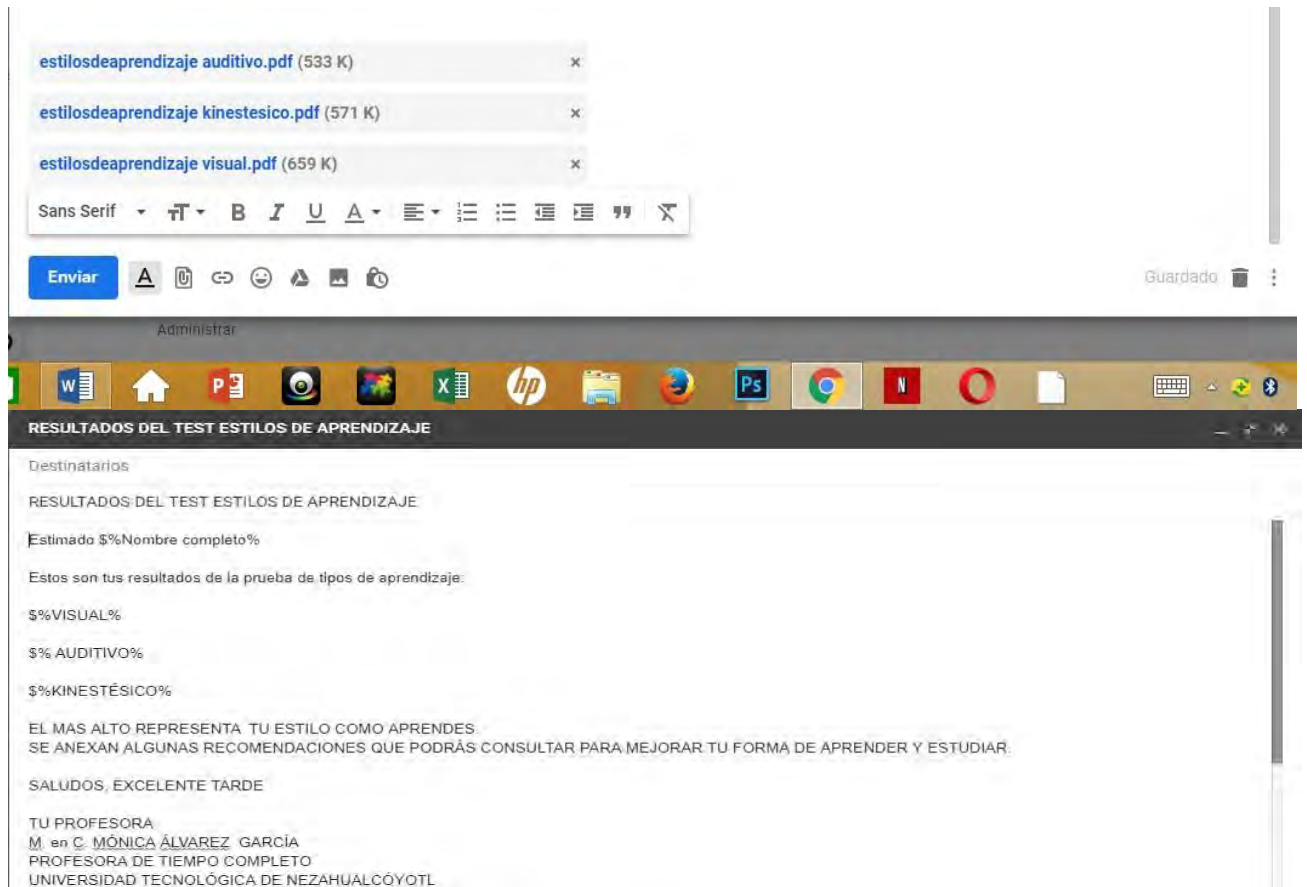 estilosdeaprendizaje auditivo.pdf (533 K)
estilosdeaprendizaje kinestesico.pdf (571 K)
estilosdeaprendizaje visual.pdf (659 K)
Sans Serif
Enviar
Guardado
Administrar
RESULTADOS DEL TEST ESTILOS DE APRENDIZAJE
Destinatarios
RESULTADOS DEL TEST ESTILOS DE APRENDIZAJE
Estimado $%Nombre completo%
Estos son tus resultados de la prueba de tipos de aprendizaje:
$%VISUAL%
$% AUDITIVO%
$%KINESTÉSICO%
EL MAS ALTO REPRESENTA TU ESTILO COMO APRENDES.
SE ANEXAN ALGUNAS RECOMENDACIONES QUE PODRÁS CONSULTAR PARA MEJORAR TU FORMA DE APRENDER Y ESTUDIAR.
SALUDOS, EXCELENTE TARDE
TU PROFESORA
M. en C. MÓNICA ÁLVAREZ GARCÍA
PROFESORA DE TIEMPO COMPLETO
UNIVERSIDAD TECNOLÓGICA DE NEZAHUALCÓYOTL